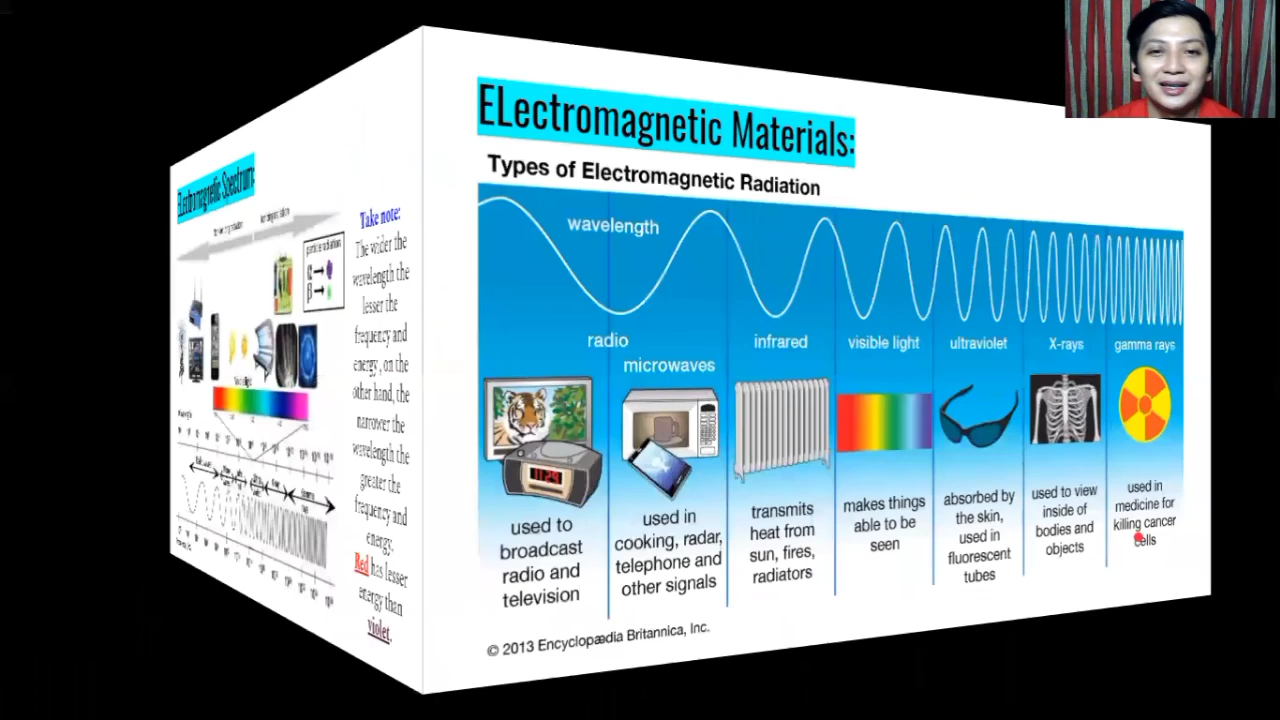 ELectromagnetic Spectrum:
particle radiation
Take note:
The wider the
wavelength the
lesser the
frequency and
energy, on the
other hand, the
narrower the
wavelength the
greater the
frequency and
energy.
Red has lesser
energy than
violet.
ELectromagnetic Materials:
Types of Electromagnetic Radiation
wavelength
radio
microwaves
infrared
visible light
ultraviolet
X-rays
gamma rays
11:29
used to
broadcast
radio and
television
used in
cooking, radar,
telephone and
other signals
transmits
heat from
sun, fires,
radiators
makes things
able to be
seen
absorbed by
the skin,
used in
fluorescent
tubes
used to view
inside of
bodies and
objects
used in
medicine for
killing cancer
cells
© 2013 Encyclopædia Britannica, Inc.